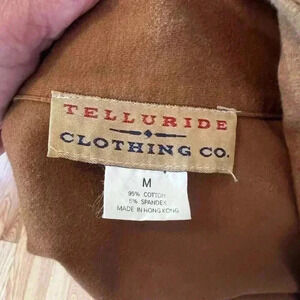 TELLURIDE
CLOTHING CO.
M
95% COTTON
5% SPANDEX
MADE IN HONG KONG